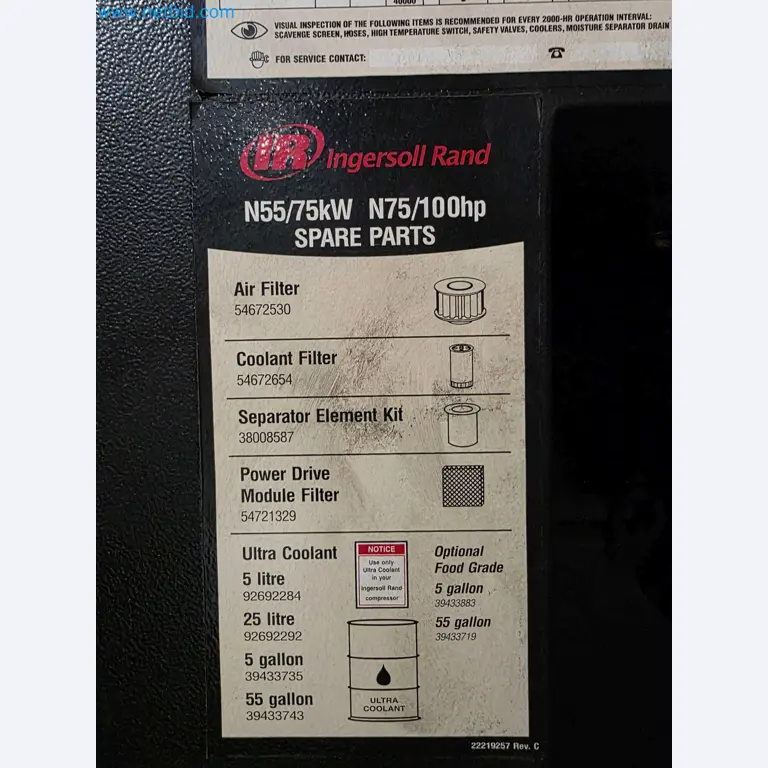 www.netbid.com
40000
VISUAL INSPECTION OF THE FOLLOWING ITEMS IS RECOMMENDED FOR EVERY 2000-HR OPERATION INTERVAL:
SCAVENGE SCREEN, HOSES, HIGH TEMPERATURE SWITCH, SAFETY VALVES, COOLERS, MOISTURE SEPARATOR DRAIN
FOR SERVICE CONTACT:
IR Ingersoll Rand
N55/75kW N75/100hp
SPARE PARTS
Air Filter
54672530
Coolant Filter
54672654
Separator Element Kit
38008587
Power Drive
Module Filter
54721329
Ultra Coolant
5 litre
92692284
25 litre
92692292
5 gallon
39433735
55 gallon
39433743
NOTICE
Use only
Ultra Coolant
in your
Ingersoll Rand
compressor
ULTRA
COOLANT
Optional
Food Grade
5 gallon
39433883
55 gallon
39433719
22219257 Rev. C